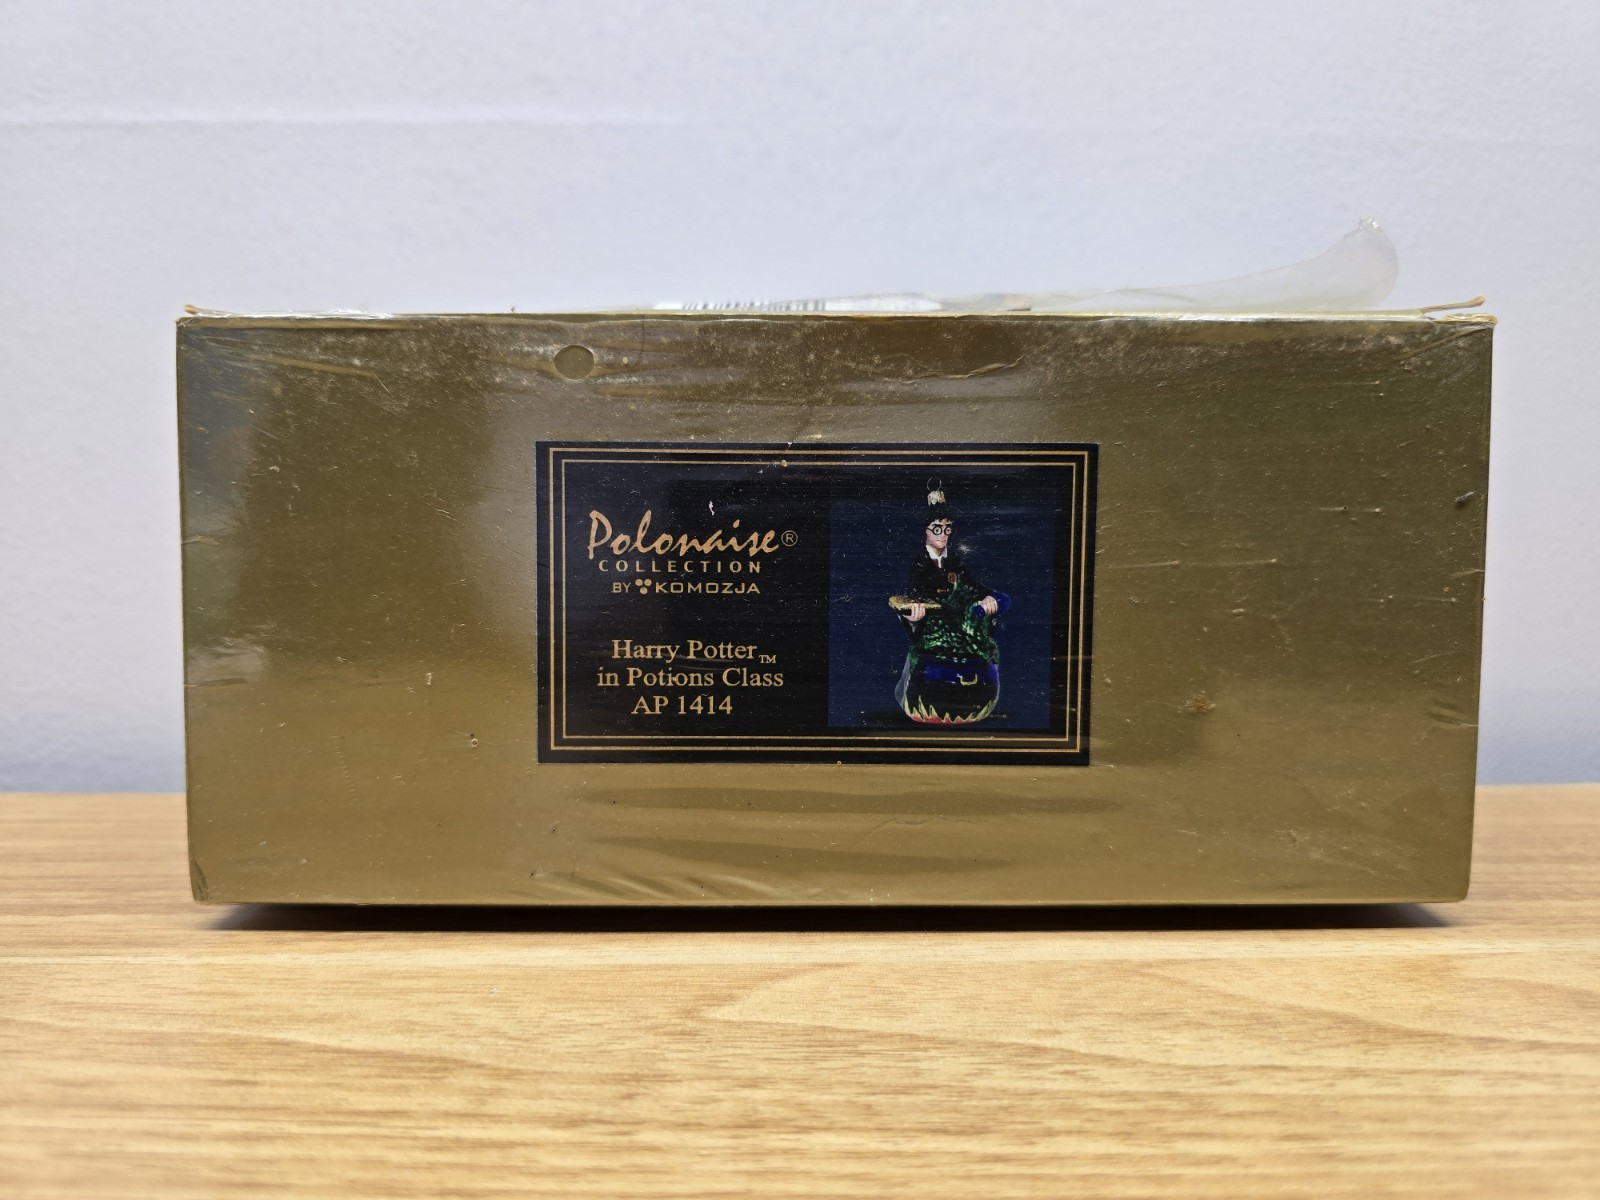 Polonaise®
COLLECTION
BY KOMOZJA
Harry Potter™
in Potions Class
AP 1414